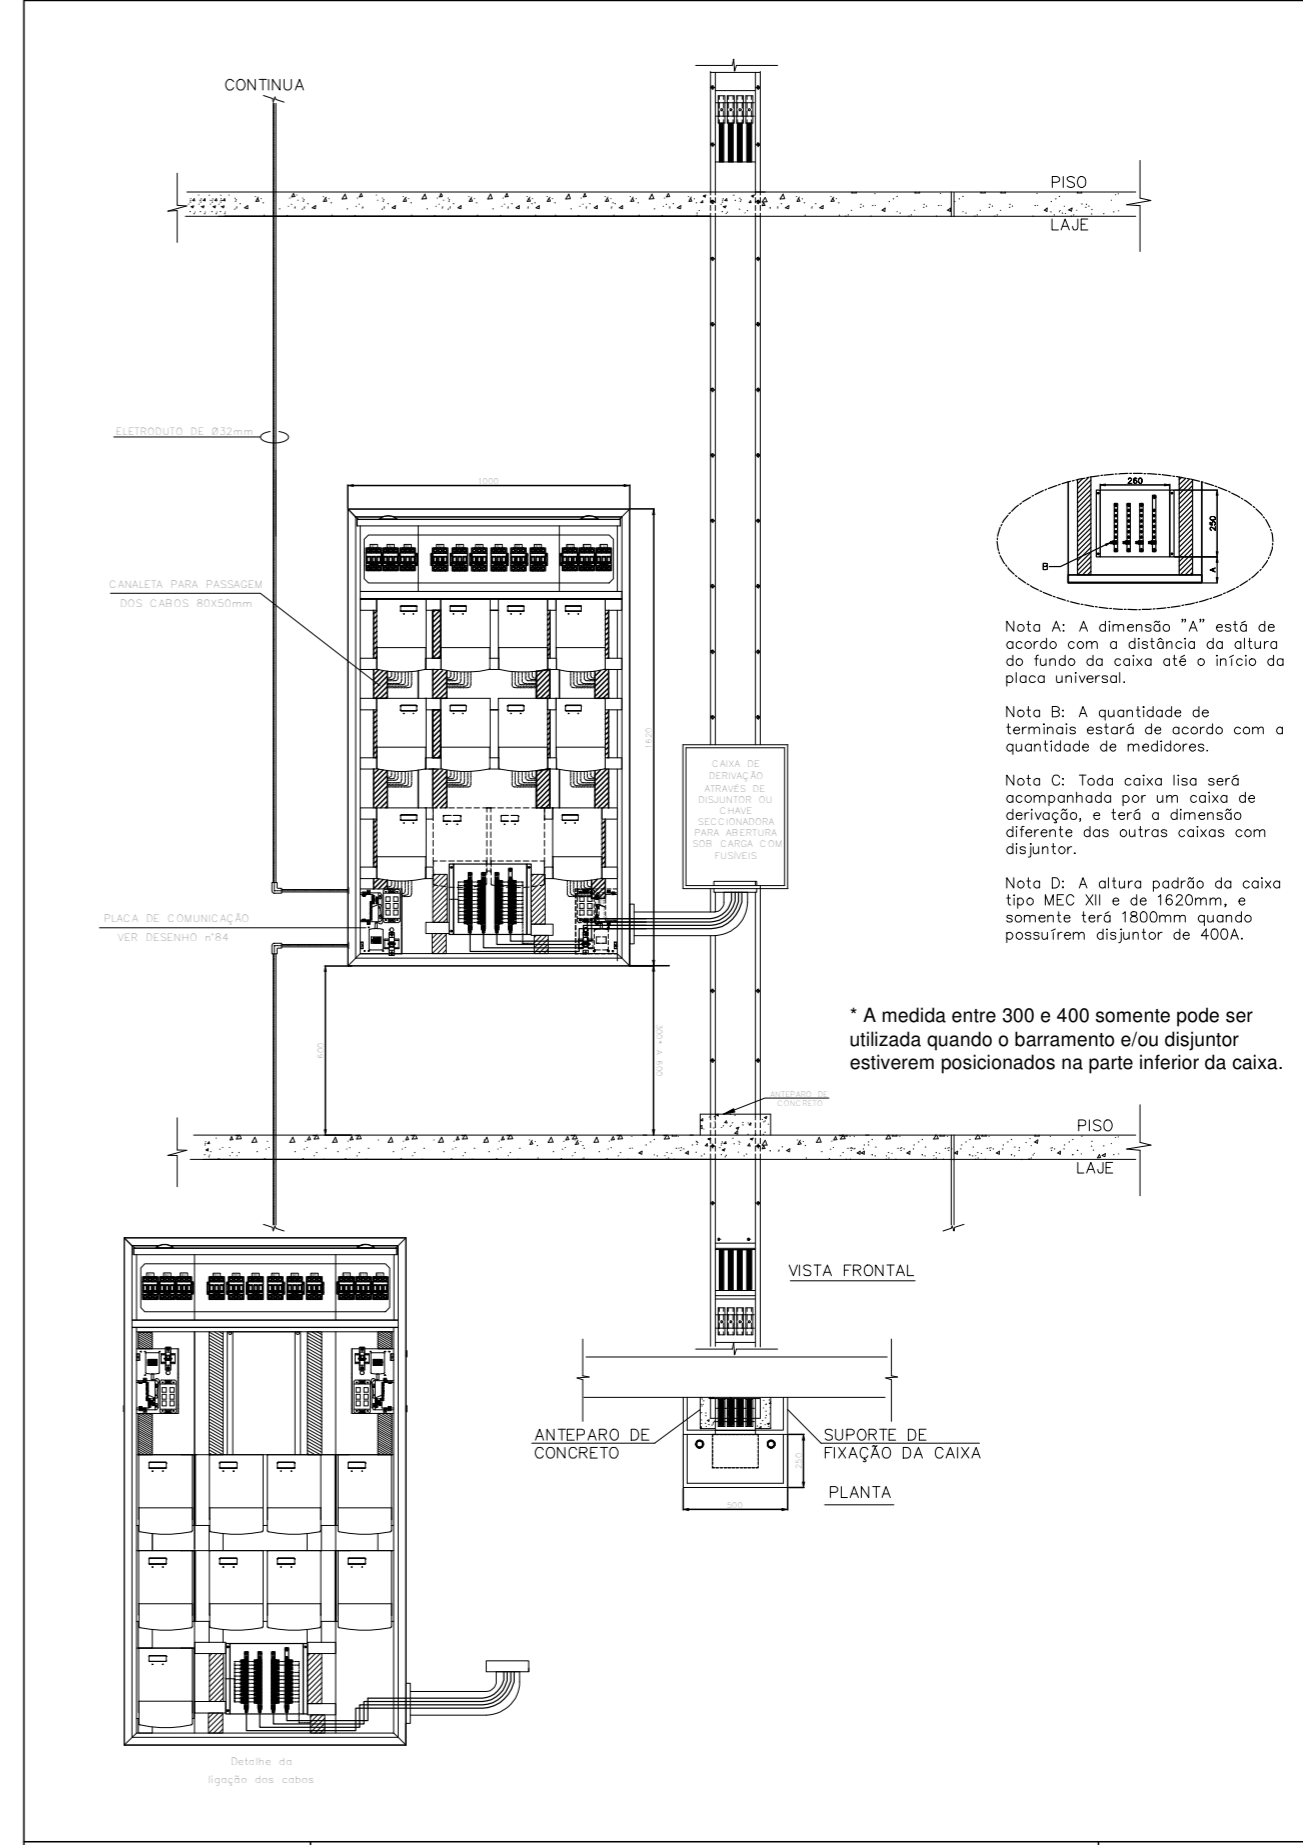 CONTINUA
PISO
LAJE
ELETRODUTO DE Ø32mm
1000
260
250
A
B
CANALETA PARA PASSAGEM
DOS CABOS 80X50mm
Nota A: A dimensão "A" está de
acordo com a distância da altura
do fundo da caixa até o início da
placa universal.
Nota B: A quantidade de
terminais estará de acordo com a
quantidade de medidores.
Nota C: Toda caixa lisa será
acompanhada por um caixa de
derivação, e terá a dimensão
diferente das outras caixas com
disjuntor.
Nota D: A altura padrão da caixa
tipo MEC XII e de 1620mm, e
somente terá 1800mm quando
possuírem disjuntor de 400A.
1620
CAIXA DE
DERIVAÇÃO
ATRAVÉS DE
DISJUNTOR OU
CHAVE
SECCIONADORA
PARA ABERTURA
SOB CARGA COM
FUSÍVEIS
PLACA DE COMUNICAÇÃO
VER DESENHO n°84
600
300* A 600
* A medida entre 300 e 400 somente pode ser
utilizada quando o barramento e/ou disjuntor
estiverem posicionados na parte inferior da caixa.
ANTEPARO DE
CONCRETO
PISO
LAJE
VISTA FRONTAL
ANTEPARO DE
CONCRETO
SUPORTE DE
FIXAÇÃO DA CAIXA
250
500
PLANTA
Detalhe da
ligação dos cabos